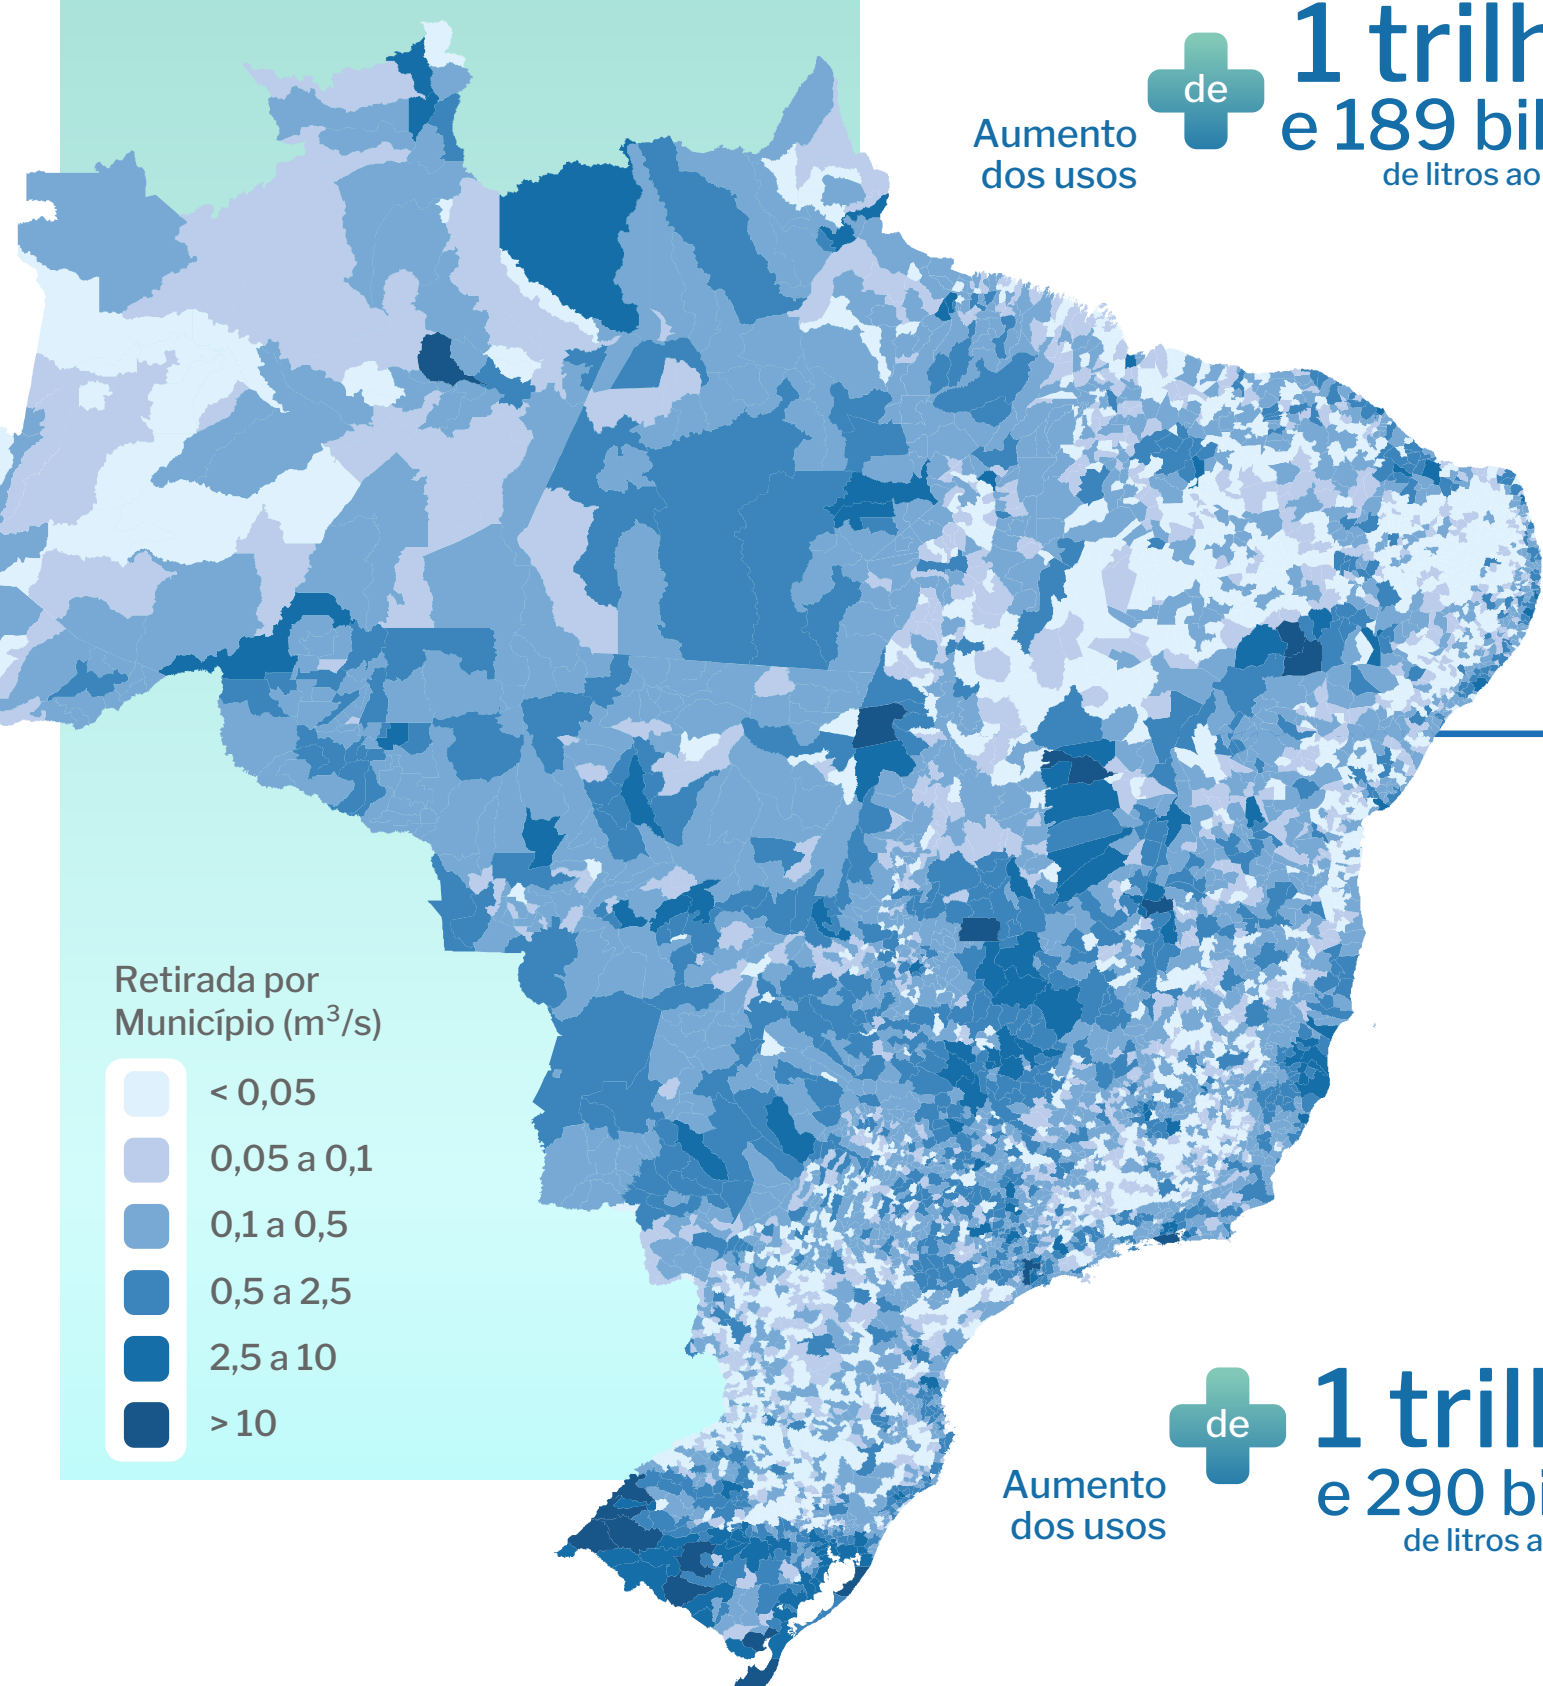 Aumento
dos usos
de
1 trilh
e 189 bil
de litros ao
Retirada por
Município (m³/s)
< 0,05
0,05 a 0,1
0,1 a 0,5
0,5 a 2,5
2,5 a 10
> 10
Aumento
dos usos
de
1 trill
e 290 bi
de litros a